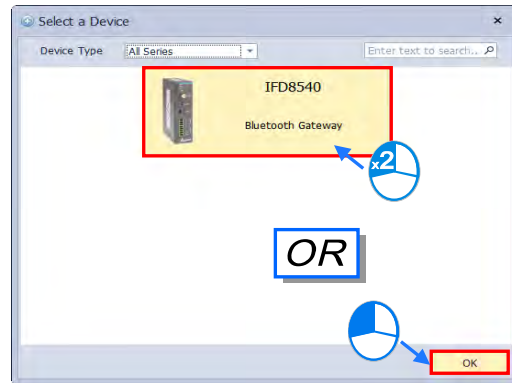 Select a Device
Device Type All Series Enter text to search..
IFD8540
Bluetooth Gateway
x2
OR
OK